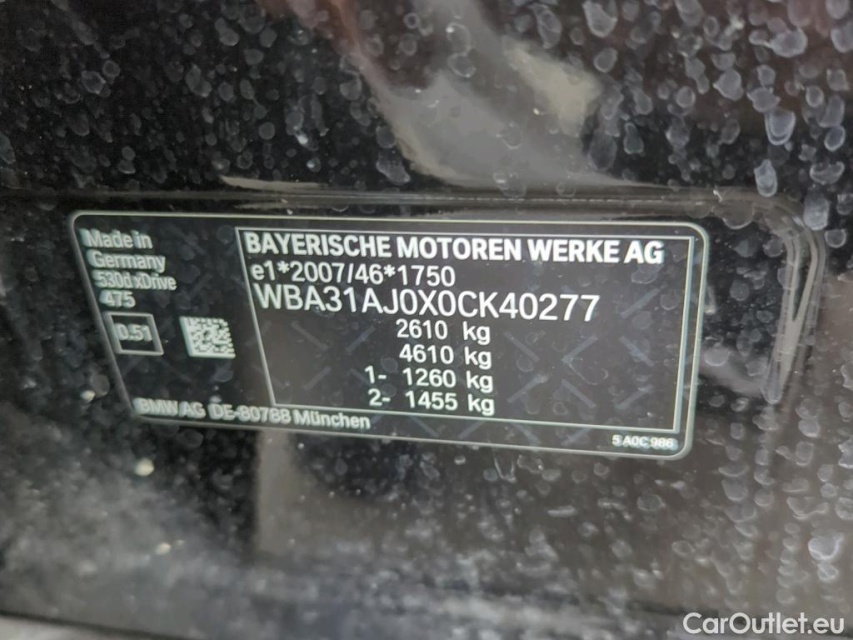 Made in
Germany
530d xDrive
475
0.51
BMW AG DE-80788 München
BAYERISCHE MOTOREN WERKE AG
e1*2007/46*1750
WBA31AJ0X0CK40277
2610 kg
4610 kg
1- 1260 kg
2- 1455 kg
5 A0C 986
CarOutlet.eu